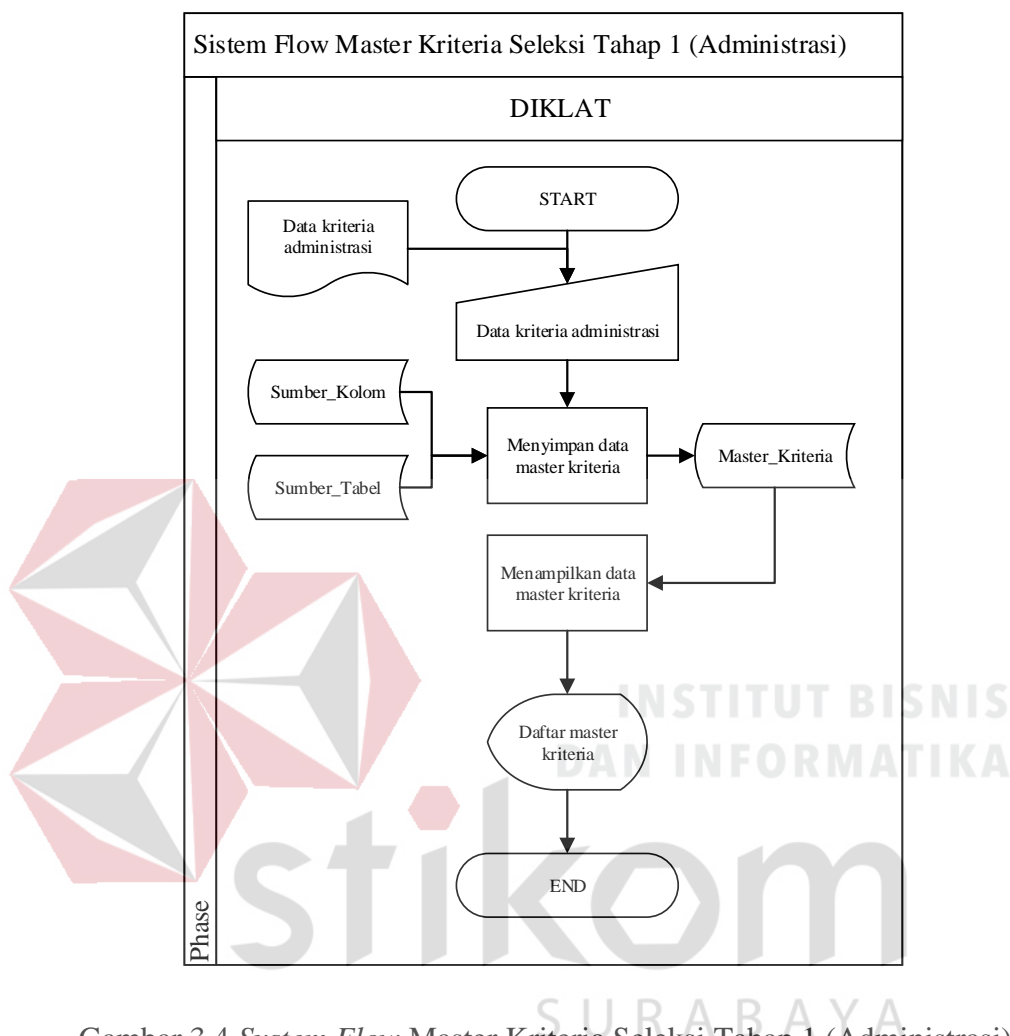 Sistem Flow Master Kriteria Seleksi Tahap 1 (Administrasi)
DIKLAT
START
Data kriteria
administrasi
Data kriteria administrasi
Sumber_Kolom
Menyimpan data
master kriteria
Master_Kriteria
Sumber_Tabel
Menampilkan data
master kriteria
INSTITUT BISNIS
DAN INFORMATIKA
Daftar master
kriteria
stikom
END
Phase
SURABAYA
Gambar 3.4 System Flow Master Kriteria Seleksi Tahap 1 (Administrasi)